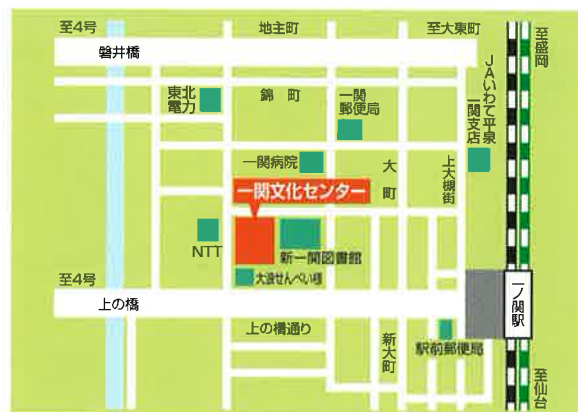 至4号
地主町
至大東町
磐井橋
至盛岡
JAいわて平泉
一関支店
東北
電力
錦町
一関
郵便局
一関病院
大町
上大槻街
一関文化センター
NTT
新一関図書館
大浪せんべい様
至4号
上の橋
一ノ関駅
上の橋通り
新大町
駅前郵便局
至仙台